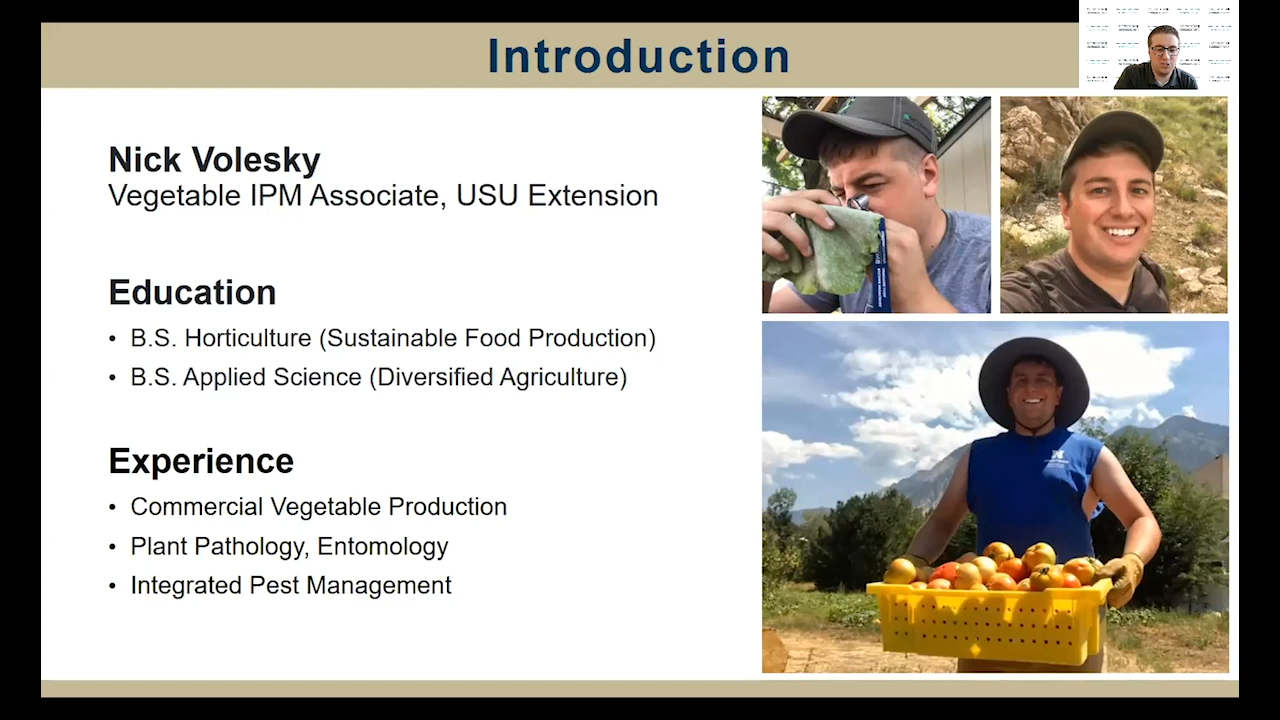 Introduction
Nick Volesky
Vegetable IPM Associate, USU Extension
Education
• B.S. Horticulture (Sustainable Food Production)
• B.S. Applied Science (Diversified Agriculture)
Experience
• Commercial Vegetable Production
• Plant Pathology, Entomology
• Integrated Pest Management